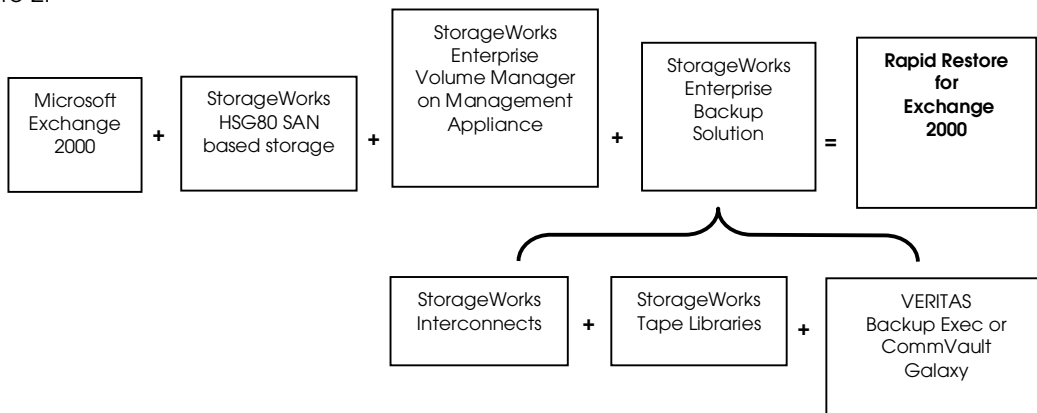 Microsoft
Exchange
2000
+
StorageWorks
HSG80 SAN
based storage
+
StorageWorks
Enterprise
Volume Manager
on Management
Appliance
+
StorageWorks
Enterprise
Backup
Solution
=
Rapid Restore
for
Exchange
2000
StorageWorks
Interconnects
+
StorageWorks
Tape Libraries
+
VERITAS
Backup Exec or
CommVault
Galaxy